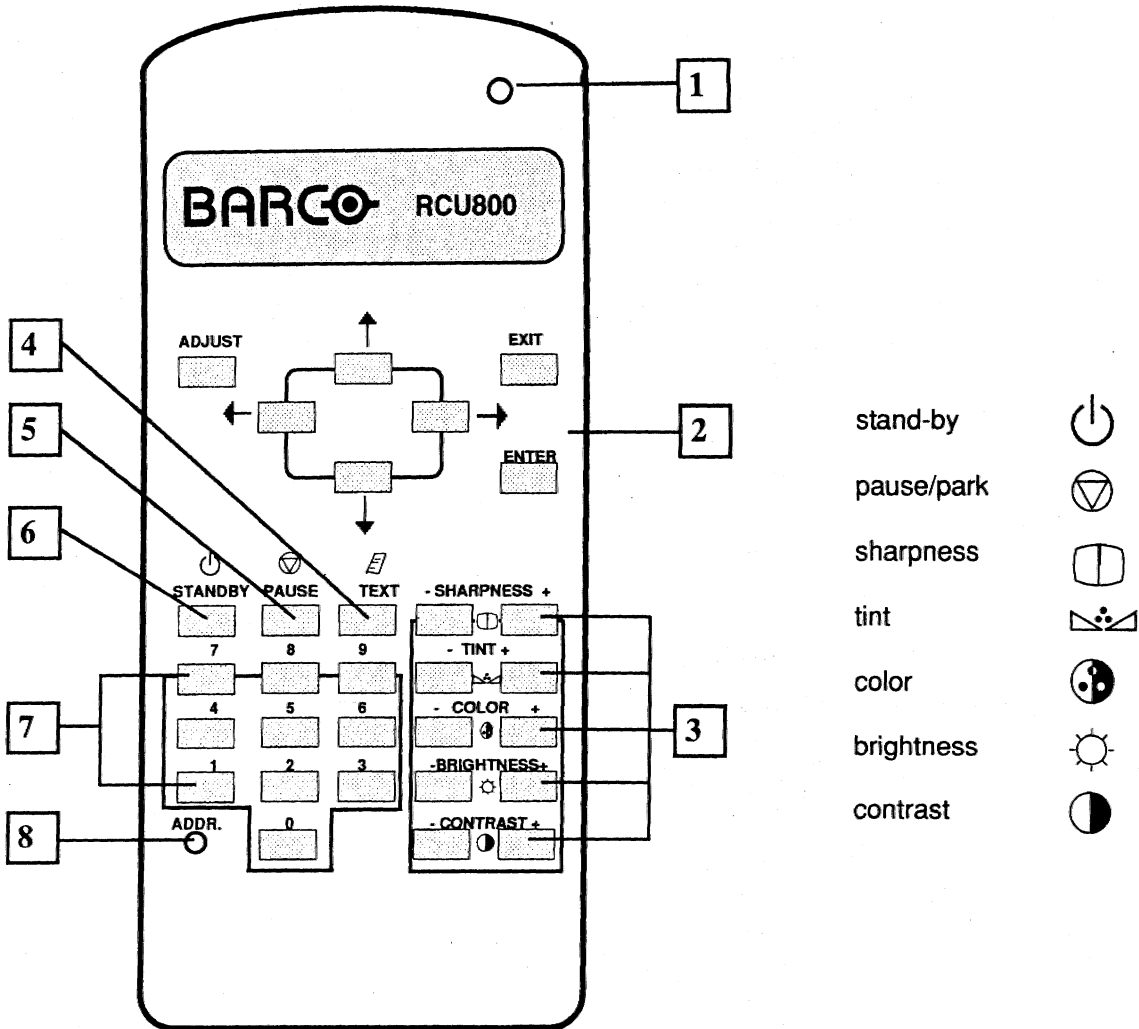 1
BARCO RCU800
4
ADJUST
EXIT
5
2
ENTER
6
STANDBY PAUSE TEXT
- SHARPNESS +
7 8 9
- TINT +
4 5 6
- COLOR +
7
3
1 2 3
-BRIGHTNESS+
ADDR.
0
- CONTRAST +
8
stand-by
pause/park
sharpness
tint
color
brightness
contrast